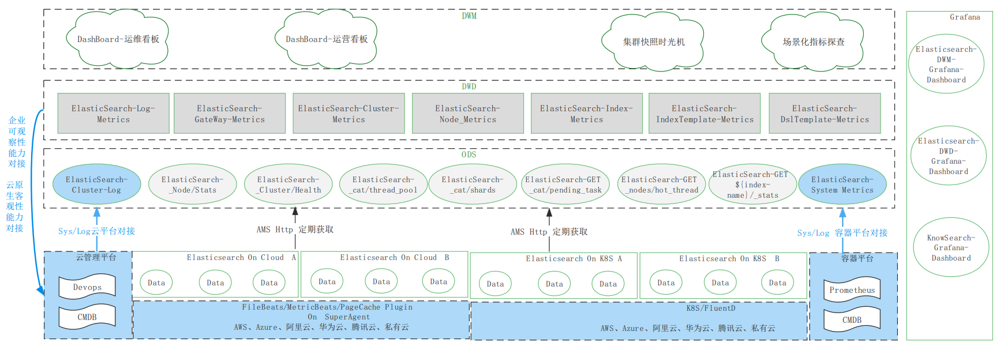 DWM
DashBoard-运维看板
DashBoard-运营看板
集群快照时光机
场景化指标探查
DWD
ElasticSearch-Log-
Metrics
ElasticSearch-
GateWay-Metrics
ElasticSearch-Cluster-
Metrics
ElasticSearch-
Node_Metrics
ElasticSearch-Index-
Metrics
ElasticSearch-
IndexTemplate-Metrics
ElasticSearch-
DslTemplate-Metrics
企业
可观
察性
能力
对接
云原
生客
观性
能力
对接
ODS
ElasticSearch-
Cluster-Log
ElasticSearch-
_Node/Stats
ElasticSearch-
_Cluster/Health
ElasticSearch-
_cat/thread_pool
ElasticSearch-
_cat/shards
ElasticSearch-GET
_cat/pending_task
ElasticSearch-GET
_nodes/hot_thread
ElasticSearch-GET
${index-
name}/_stats
ElasticSearch-
System Metrics
Sys/Log云平台对接
AMS Http 定期获取
AMS Http 定期获取
Sys/Log 容器平台对接
云管理平台
Devops
CMDB
Elasticsearch On Cloud A
Data
Data
Data
Elasticsearch On Cloud B
Data
Data
Data
Elasticsearch On K8S A
Data
Data
Data
Elasticsearch On K8S B
Data
Data
Data
容器平台
Prometheus
CMDB
FileBeats/MetricBeats/PageCache Plugin
On SuperAgent
AWS、Azure、阿里云、华为云、腾讯云、私有云
K8S/FluentD
AWS、Azure、阿里云、华为云、腾讯云、私有云
Grafana
Elasticsearch-
DWM-
Grafana-
Dashboard
Elasticsearch-
DWD-
Grafana-
Dashboard
KnowSearch-
Grafana-
Dashboard